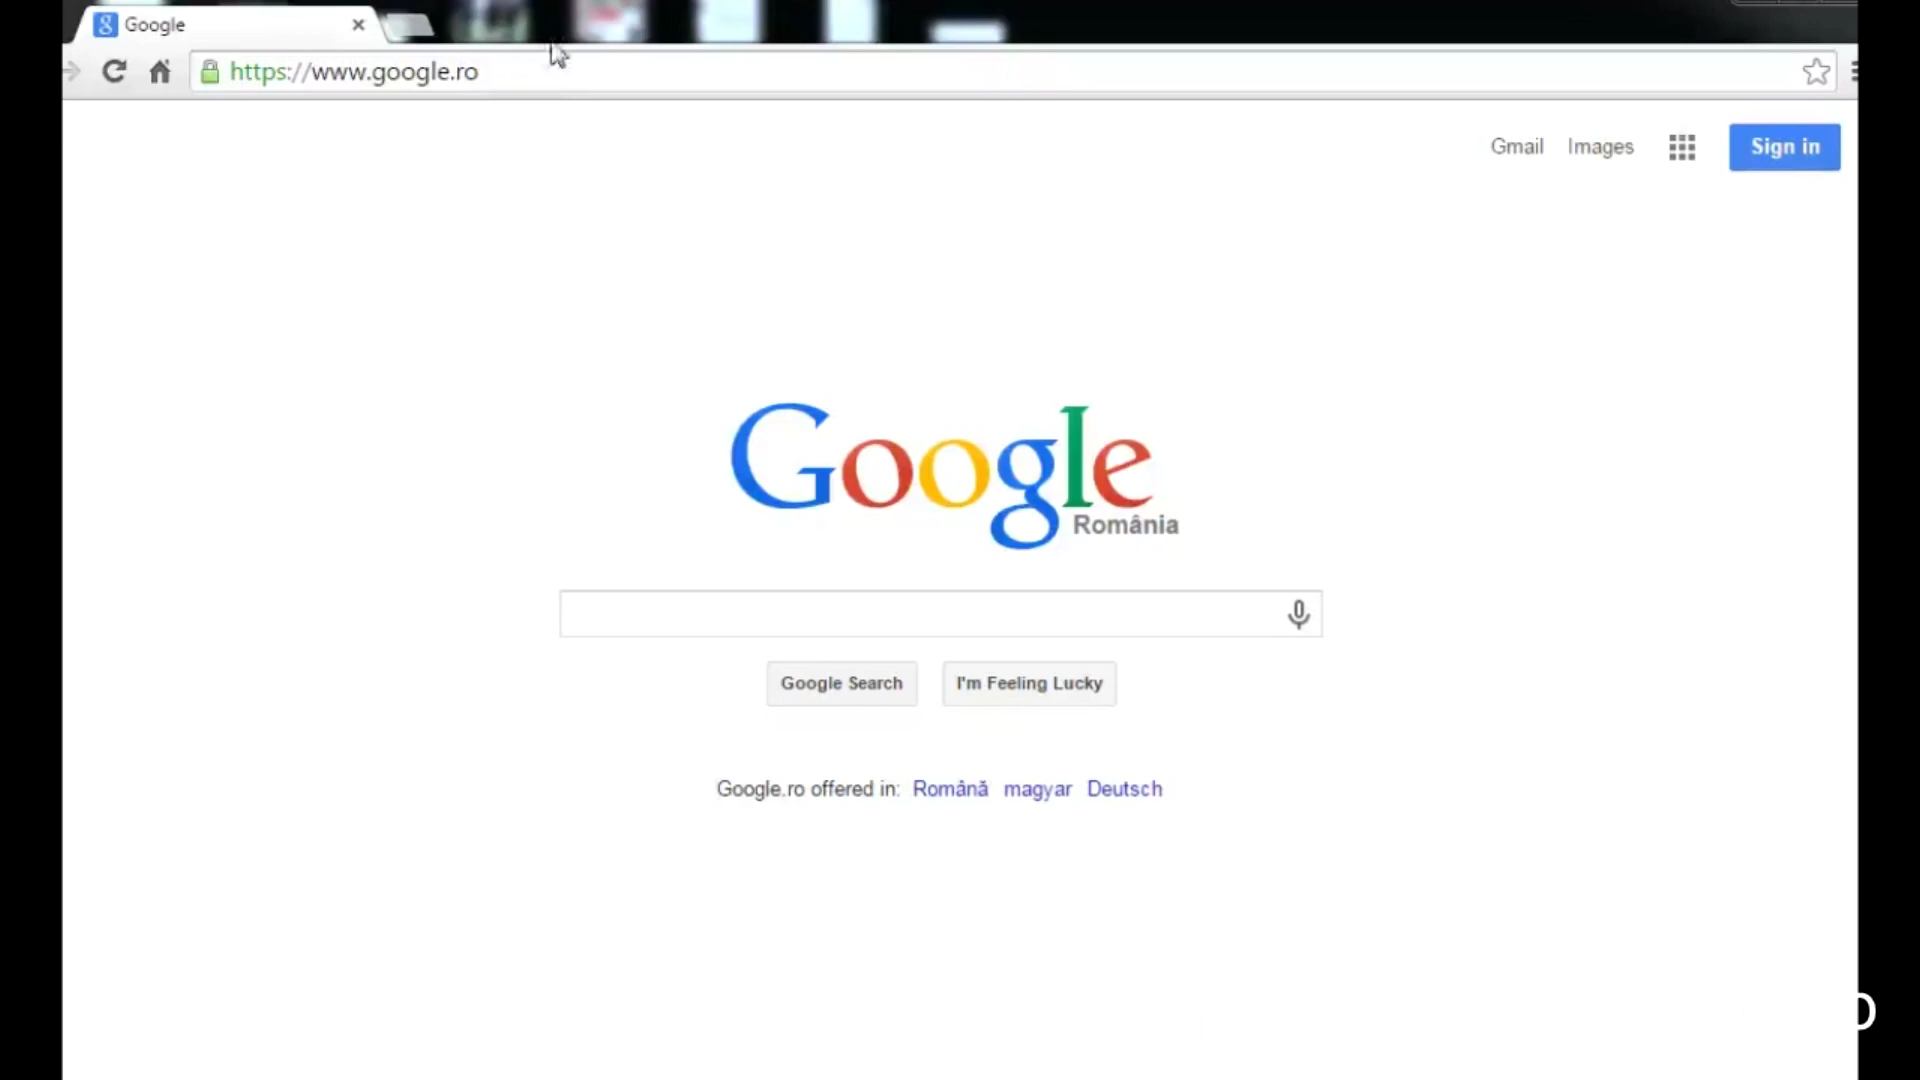 Google
https://www.google.ro
Gmail Images Sign in
Google
România
Google Search I'm Feeling Lucky
Google.ro offered in: Română magyar Deutsch